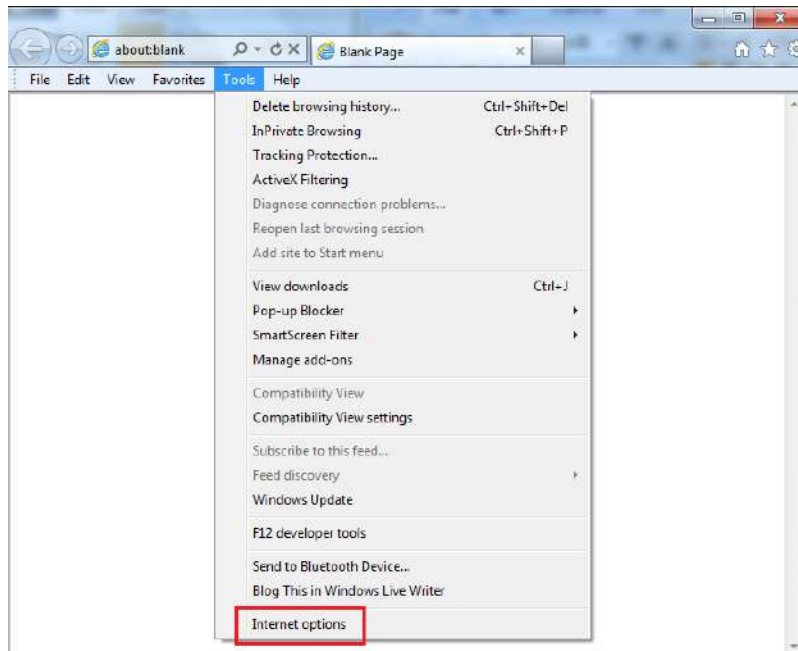 about:blank
Blank Page
File Edit View Favorites Tools Help
Delete browsing history... Ctrl+Shift+Del
InPrivate Browsing Ctrl+Shift+P
Tracking Protection...
ActiveX Filtering
Diagnose connection problems...
Reopen last browsing session
Add site to Start menu
View downloads Ctrl+J
Pop-up Blocker
SmartScreen Filter
Manage add-ons
Compatibility View
Compatibility View settings
Subscribe to this feed...
Feed discovery
Windows Update
F12 developer tools
Send to Bluetooth Device...
Blog This in Windows Live Writer
Internet options